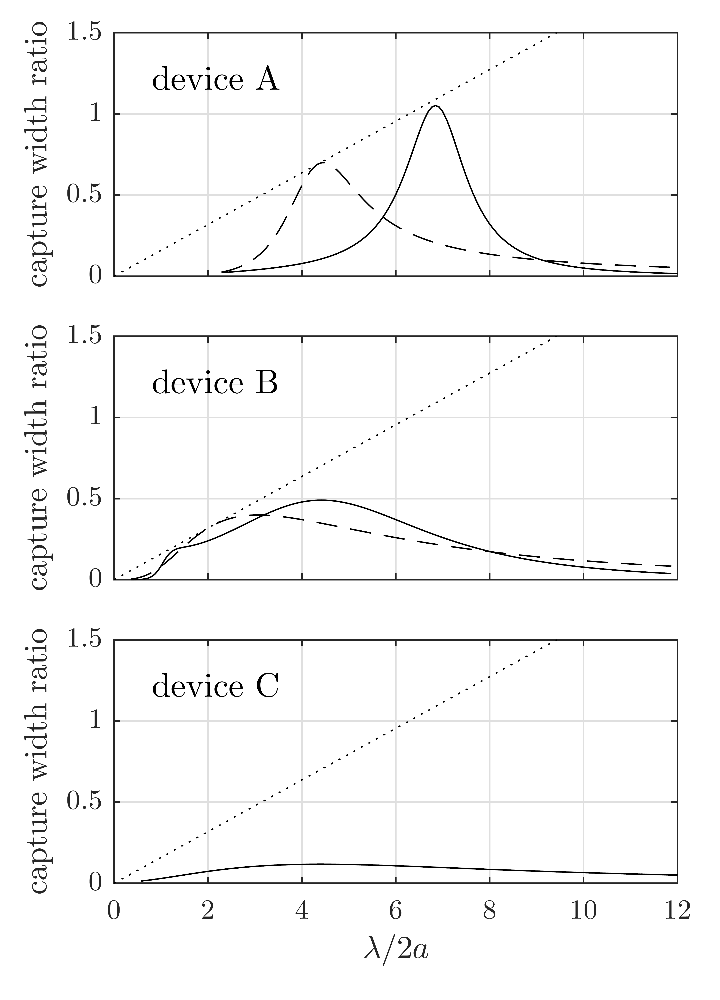 capture width ratio
1.5
1
0.5
0
device A
capture width ratio
1.5
1
0.5
0
device B
capture width ratio
1.5
1
0.5
0
device C
0 2 4 6 8 10 12
λ/2a